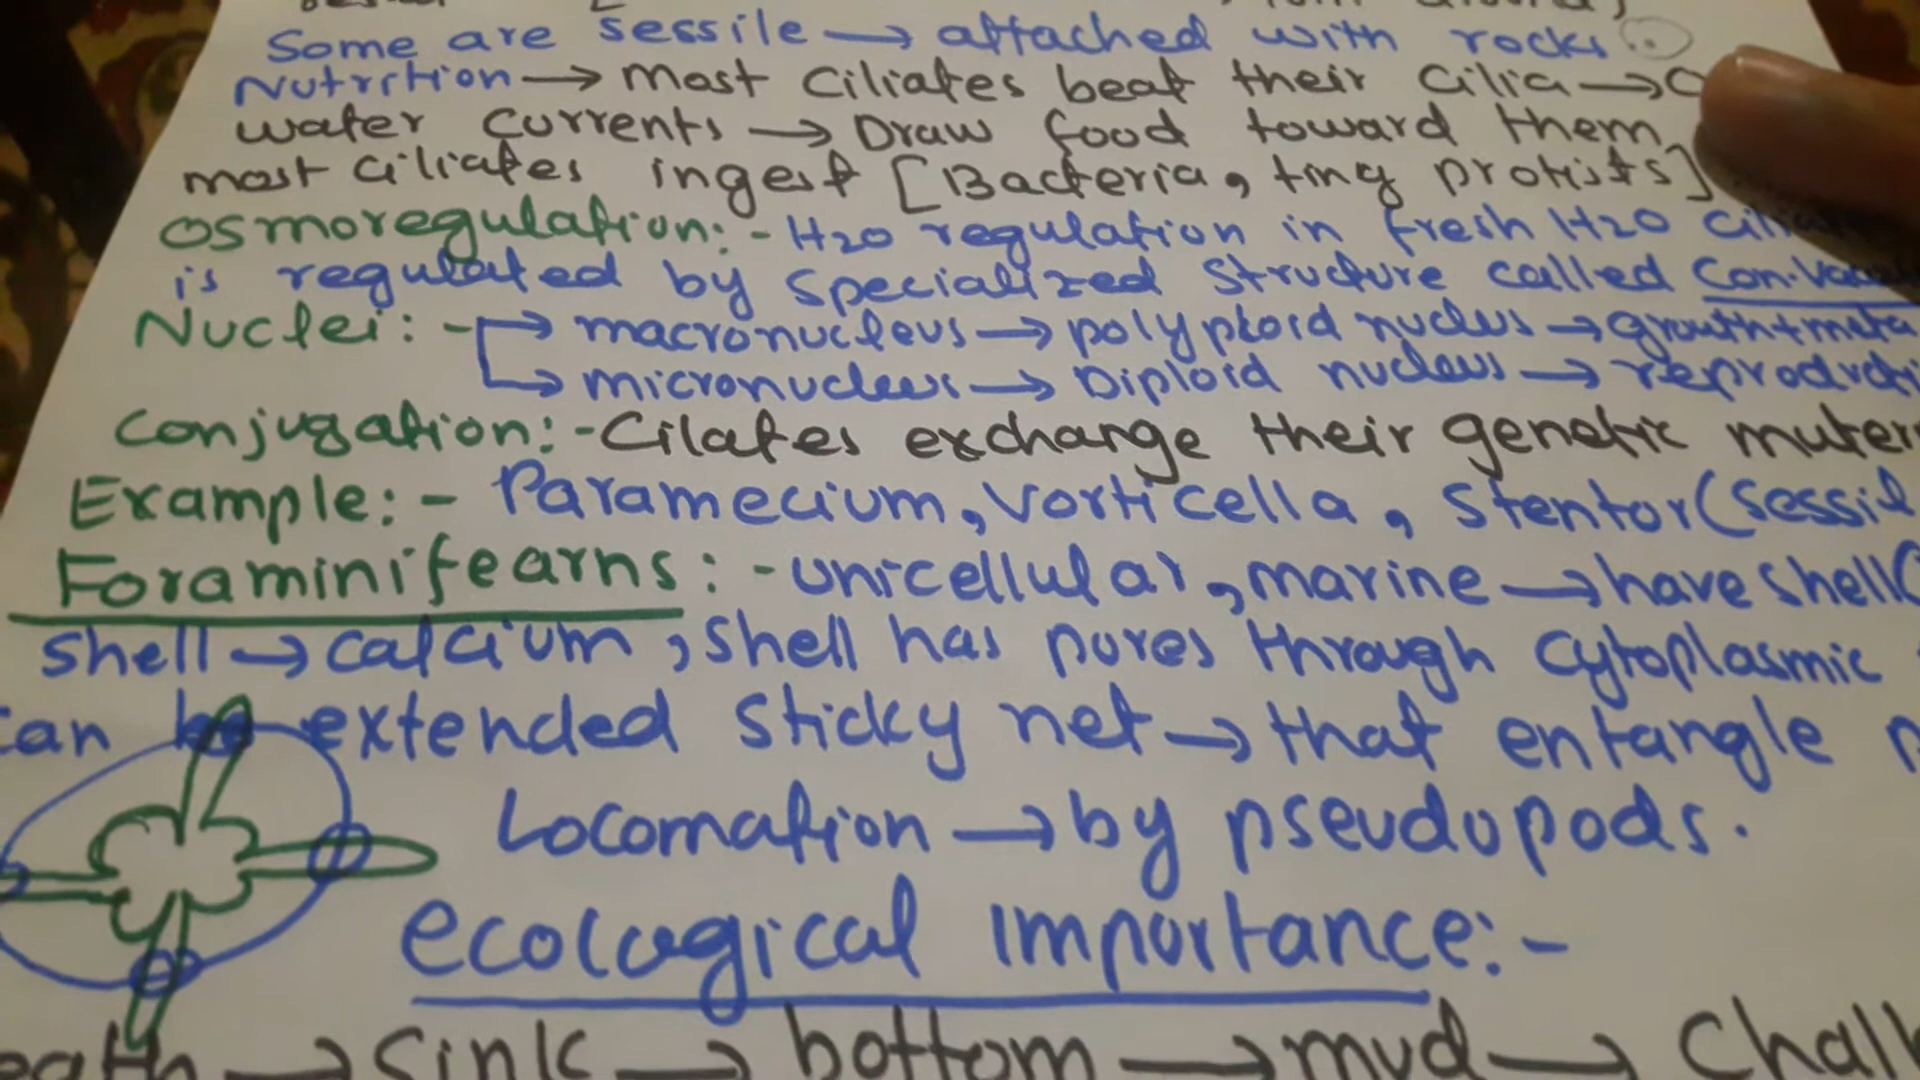 Some are sessile → attached with rocks
Nutrition → most ciliates beat their cilia →
water currents → Draw food toward them
most ciliates ingest [Bacteria, tiny protists]
Osmoregulation:- H2O regulation in fresh H2O
is regulated by specialized structure called Con.
Nuclei:- → macronucleus → polyploid nucleus → growth +
→ micronucleus → Diploid nucleus →
Conjugation:- Cilates exchange their genetic
Example:- Paramecium, Vorticella, Stentor (
Foraminifearns:- unicellular, marine → have shell (
shell → calcium, shell has pores through cytoplasmic
can be extended sticky net → that entangle
Locomation → by pseudopods.
ecological importance:-
→ sink → bottom → mud →